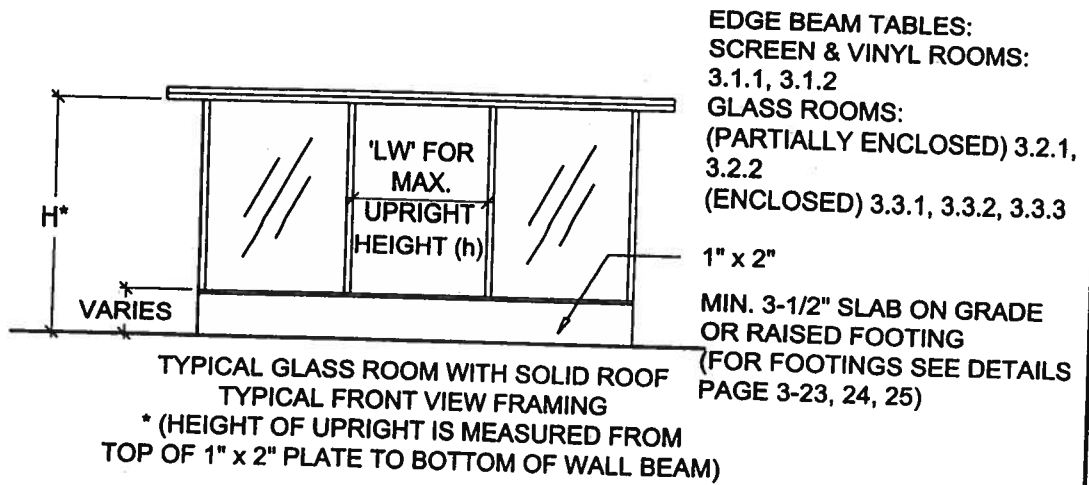 EDGE BEAM TABLES:
SCREEN & VINYL ROOMS:
3.1.1, 3.1.2
GLASS ROOMS:
(PARTIALLY ENCLOSED) 3.2.1,
3.2.2
(ENCLOSED) 3.3.1, 3.3.2, 3.3.3
'LW' FOR
MAX.
UPRIGHT
HEIGHT (h)
H*
VARIES
1" x 2"
MIN. 3-1/2" SLAB ON GRADE
OR RAISED FOOTING
(FOR FOOTINGS SEE DETAILS
PAGE 3-23, 24, 25)
TYPICAL GLASS ROOM WITH SOLID ROOF
TYPICAL FRONT VIEW FRAMING
* (HEIGHT OF UPRIGHT IS MEASURED FROM
TOP OF 1" x 2" PLATE TO BOTTOM OF WALL BEAM)